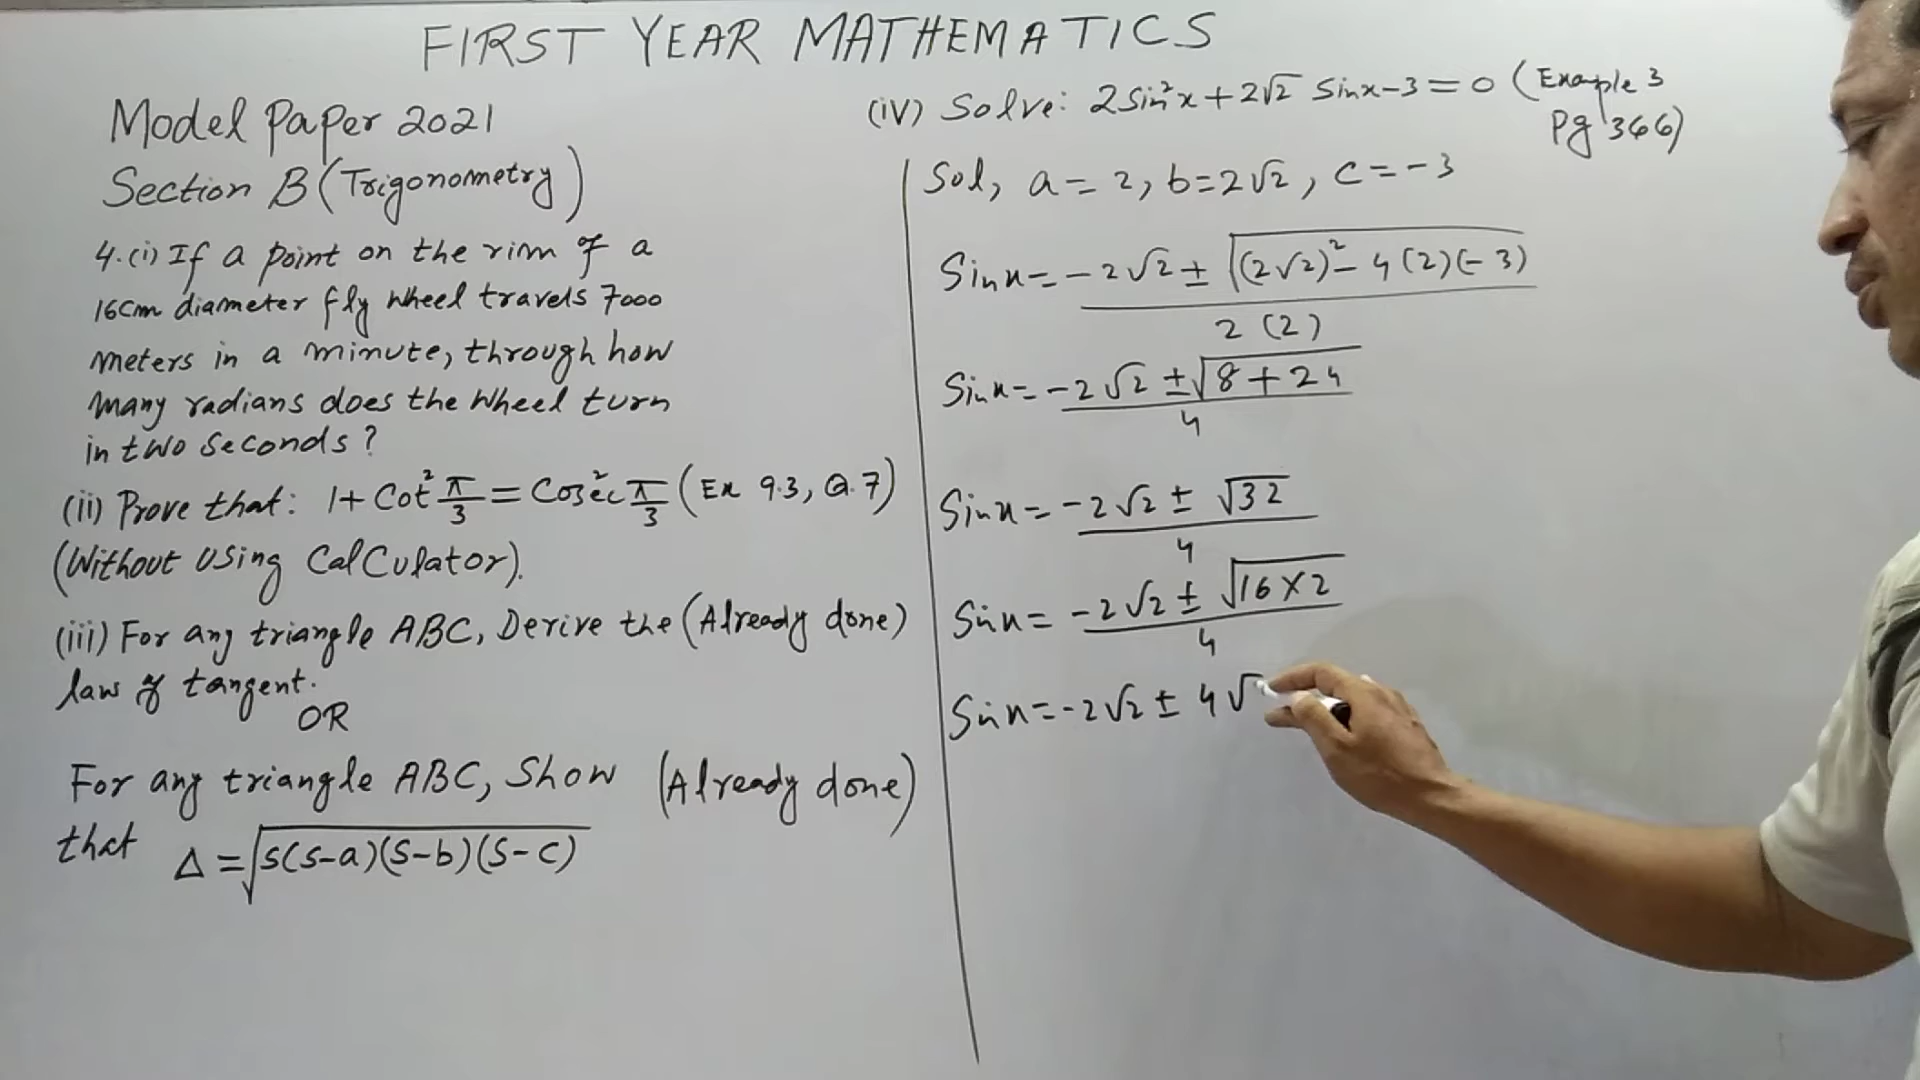 FIRST YEAR MATHEMATICS
Model Paper 2021
Section B (Trigonometry)
4.(i) If a point on the rim of a
16cm diameter fly wheel travels 7000
meters in a minute, through how
many radians does the wheel turn
in two seconds?
(ii) Prove that: 1+ Cot² π/3 = Cosec² π/3 (Ex 9.3, Q.7)
(Without Using CalCulator).
(iii) For any triangle ABC, Derive the (Already done)
law of tangent.
OR
For any triangle ABC, Show (Already done)
that Δ = √(s(s-a)(s-b)(s-c))
(iv) Solve: 2Sin²x + 2√2 Sinx - 3 = 0 (Example 3
Pg 366)
Sol, a = 2, b = 2√2, c = -3
Sinx = (-2√2 ± √((2√2)² - 4(2)(-3))) / 2(2)
Sinx = (-2√2 ± √(8 + 24)) / 4
Sinx = (-2√2 ± √32) / 4
Sinx = (-2√2 ± √(16×2)) / 4
Sinx = -2√2 ± 4√